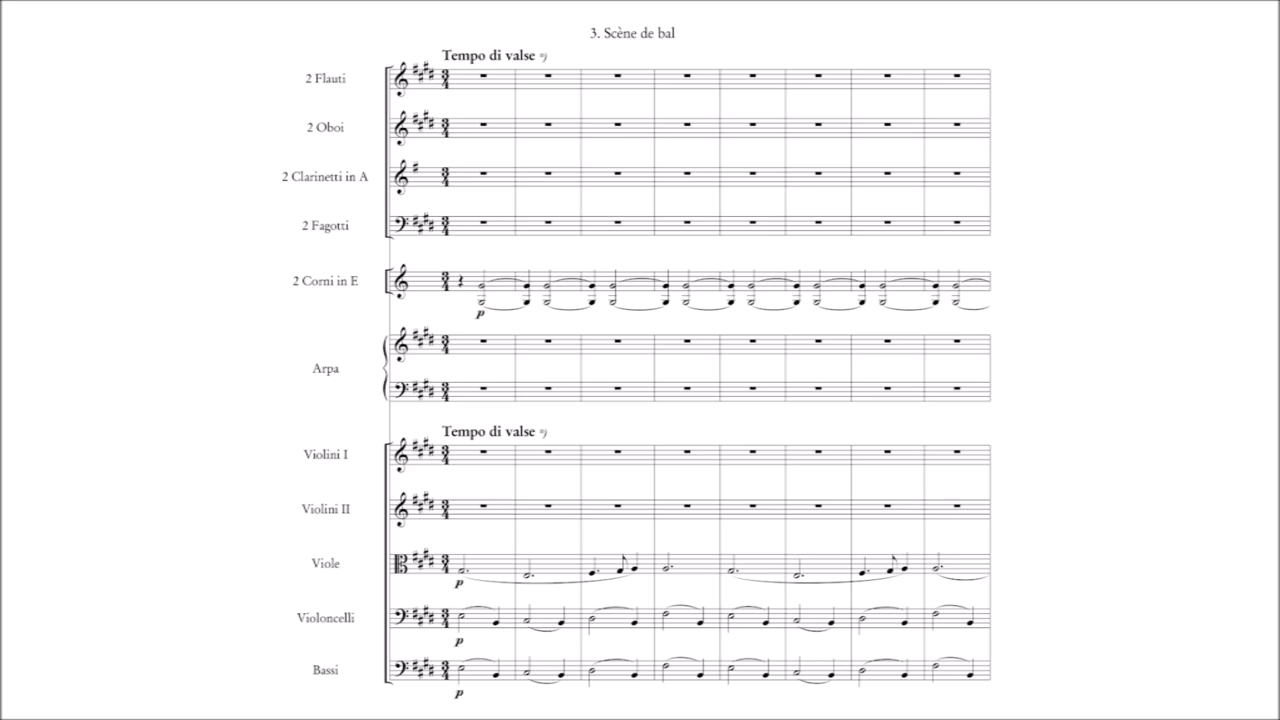 3. Scène de bal
Tempo di valse *)
2 Flauti
2 Oboi
2 Clarinetti in A
2 Fagotti
2 Corni in E
p
Arpa
Tempo di valse *)
Violini I
Violini II
Viole
p
Violoncelli
p
Bassi
p